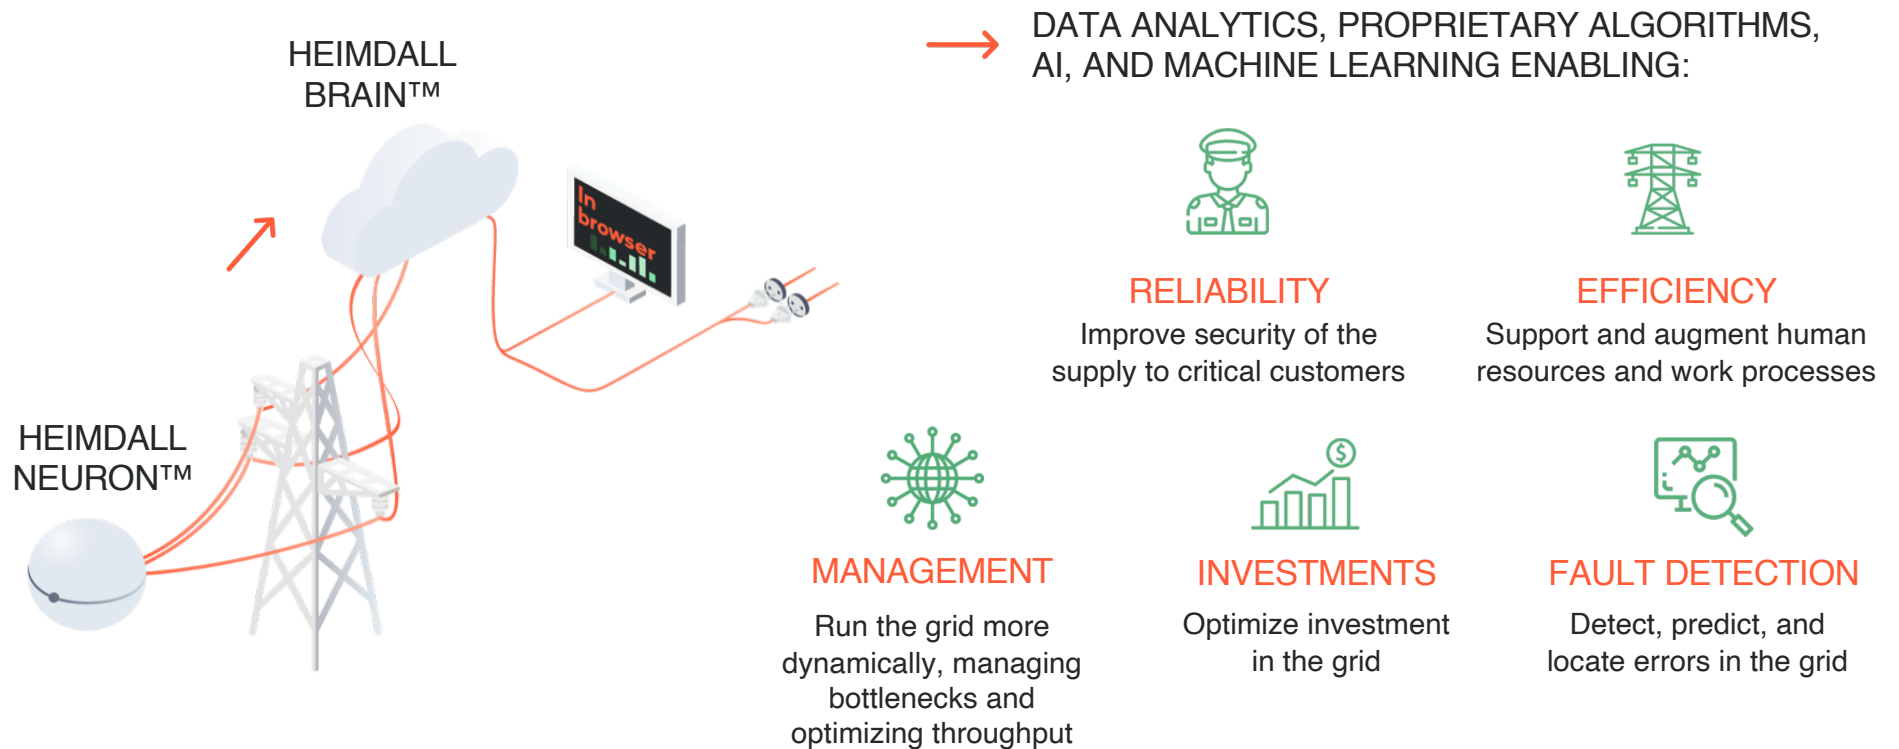 HEIMDALL
BRAIN™
In
browser
HEIMDALL
NEURON™
DATA ANALYTICS, PROPRIETARY ALGORITHMS,
AI, AND MACHINE LEARNING ENABLING:
RELIABILITY
Improve security of the
supply to critical customers
EFFICIENCY
Support and augment human
resources and work processes
MANAGEMENT
Run the grid more
dynamically, managing
bottlenecks and
optimizing throughput
$
INVESTMENTS
Optimize investment
in the grid
FAULT DETECTION
Detect, predict, and
locate errors in the grid